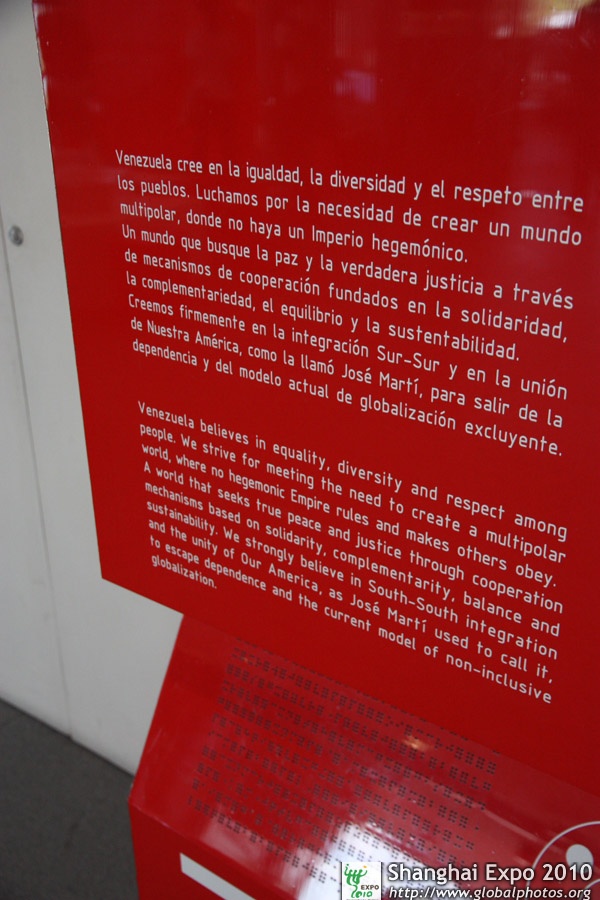 Venezuela cree en la igualdad, la diversidad y el respeto entre
los pueblos. Luchamos por la necesidad de crear un mundo
multipolar, donde no haya un Imperio hegemónico.
Un mundo que busque la paz y la verdadera justicia a través
de mecanismos de cooperación fundados en la solidaridad,
la complementariedad, el equilibrio y la sustentabilidad.
Creemos firmemente en la integración Sur-Sur y en la unión
de Nuestra América, como la llamó José Martí, para salir de la
dependencia y del modelo actual de globalización excluyente.
Venezuela believes in equality, diversity and respect among
people. We strive for meeting the need to create a multipolar
world, where no hegemonic Empire rules and makes others obey.
A world that seeks true peace and justice through cooperation
mechanisms based on solidarity, complementarity, balance and
sustainability. We strongly believe in South-South integration
and the unity of Our America, as José Martí used to call it,
to escape dependence and the current model of non-inclusive
globalization.
EXPO
2010
Shanghai Expo 2010
http://www.globalphotos.org